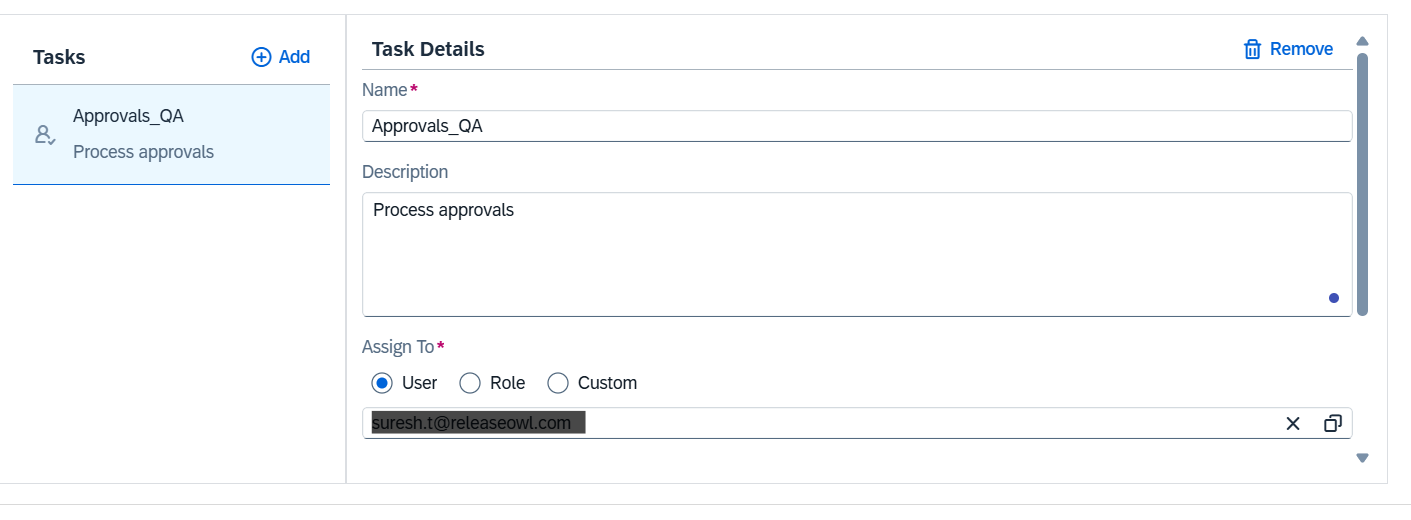 Tasks
Add
Approvals_QA
Process approvals
Task Details
Remove
Name*
Approvals_QA
Description
Process approvals
Assign To*
User
Role
Custom
suresh.t@releaseowl.com